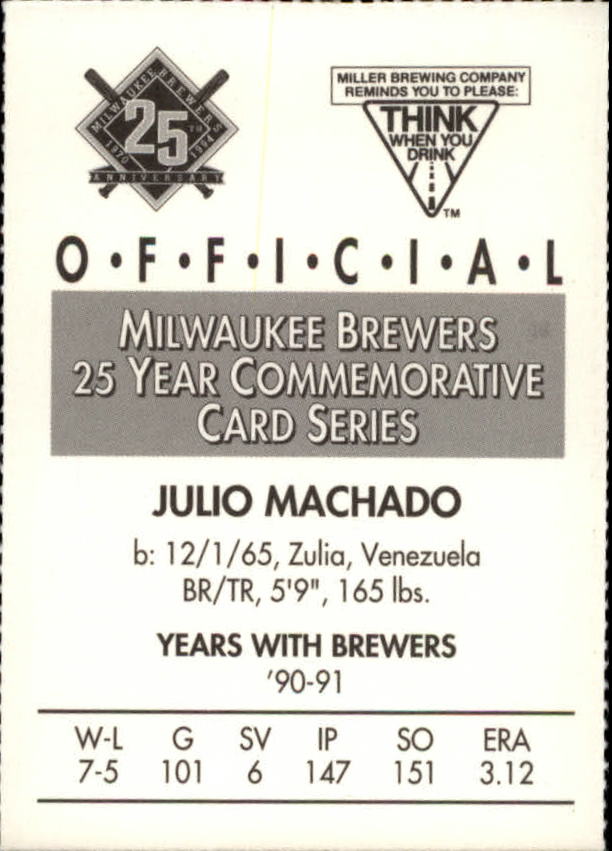 MILWAUKEE BREWERS
25TH
1970 1994
ANNIVERSARY
MILLER BREWING COMPANY
REMINDS YOU TO PLEASE:
THINK
WHEN YOU
DRINK
™
O•F•F•I•C•I•A•L
MILWAUKEE BREWERS
25 YEAR COMMEMORATIVE
CARD SERIES
JULIO MACHADO
b: 12/1/65, Zulia, Venezuela
BR/TR, 5'9", 165 lbs.
YEARS WITH BREWERS
'90-91
W-L G SV IP SO ERA
7-5 101 6 147 151 3.12